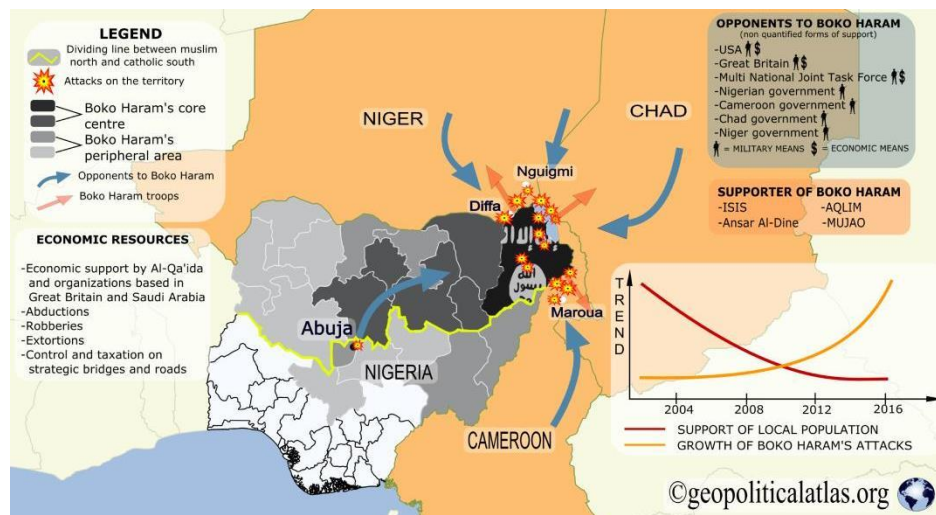 LEGEND
Dividing line between muslim
north and catholic south
Attacks on the territory
Boko Haram's core
centre
Boko Haram's
peripheral area
Opponents to Boko Haram
Boko Haram troops
ECONOMIC RESOURCES
-Economic support by Al-Qa'ida
and organizations based in
Great Britain and Saudi Arabia
-Abductions
-Robberies
-Extortions
-Control and taxation on
strategic bridges and roads
NIGER
CHAD
Nguigmi
Diffa
Maroua
Abuja
NIGERIA
CAMEROON
الله
رسول
OPPONENTS TO BOKO HARAM
(non quantified forms of support)
-USA $
-Great Britain $
-Multi National Joint Task Force $
-Nigerian government
-Cameroon government
-Chad government
-Niger government
= MILITARY MEANS $ = ECONOMIC MEANS
SUPPORTER OF BOKO HARAM
-ISIS -AQLIM
-Ansar Al-Dine -MUJAO
TREND
2004 2008 2012 2016
SUPPORT OF LOCAL POPULATION
GROWTH OF BOKO HARAM'S ATTACKS
©geopoliticalatlas.org